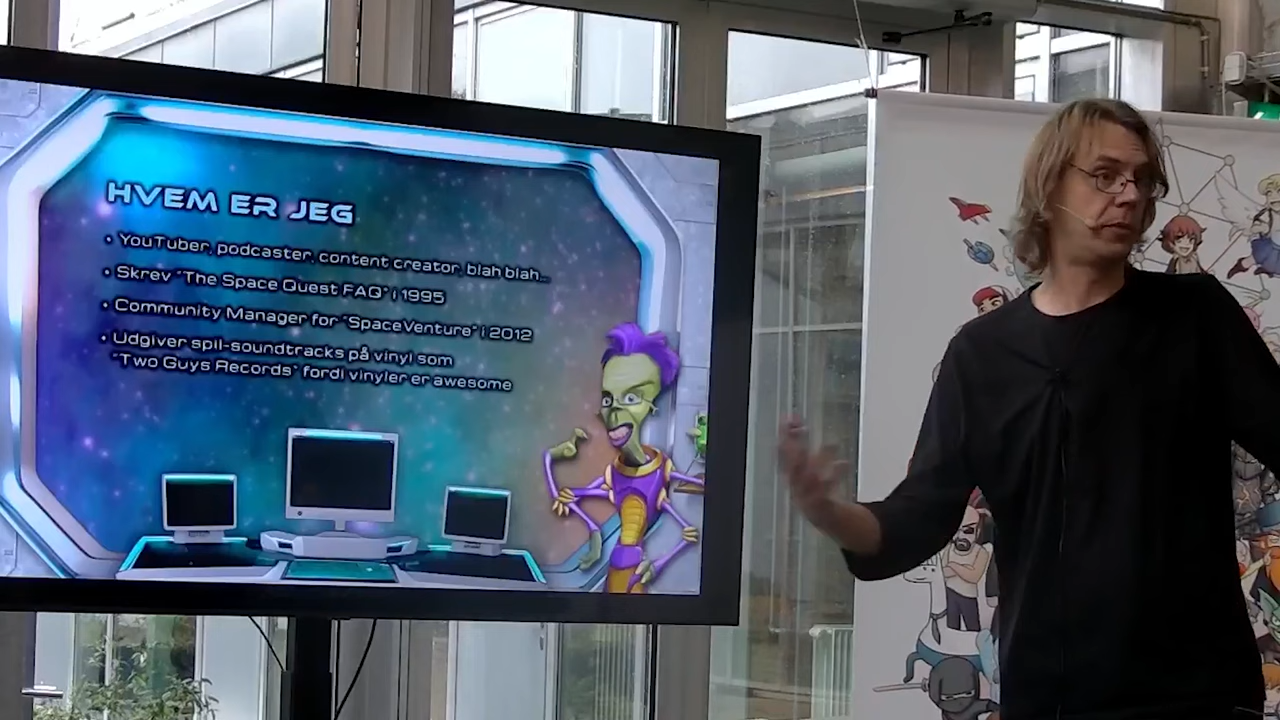 HVEM ER JEG
• YouTuber, podcaster, content creator, blah blah...
• Skrev "The Space Quest FAQ" i 1995
• Community Manager for "SpaceVenture" i 2012
• Udgiver spil-soundtracks på vinyl som
"Two Guys Records" fordi vinyler er awesome